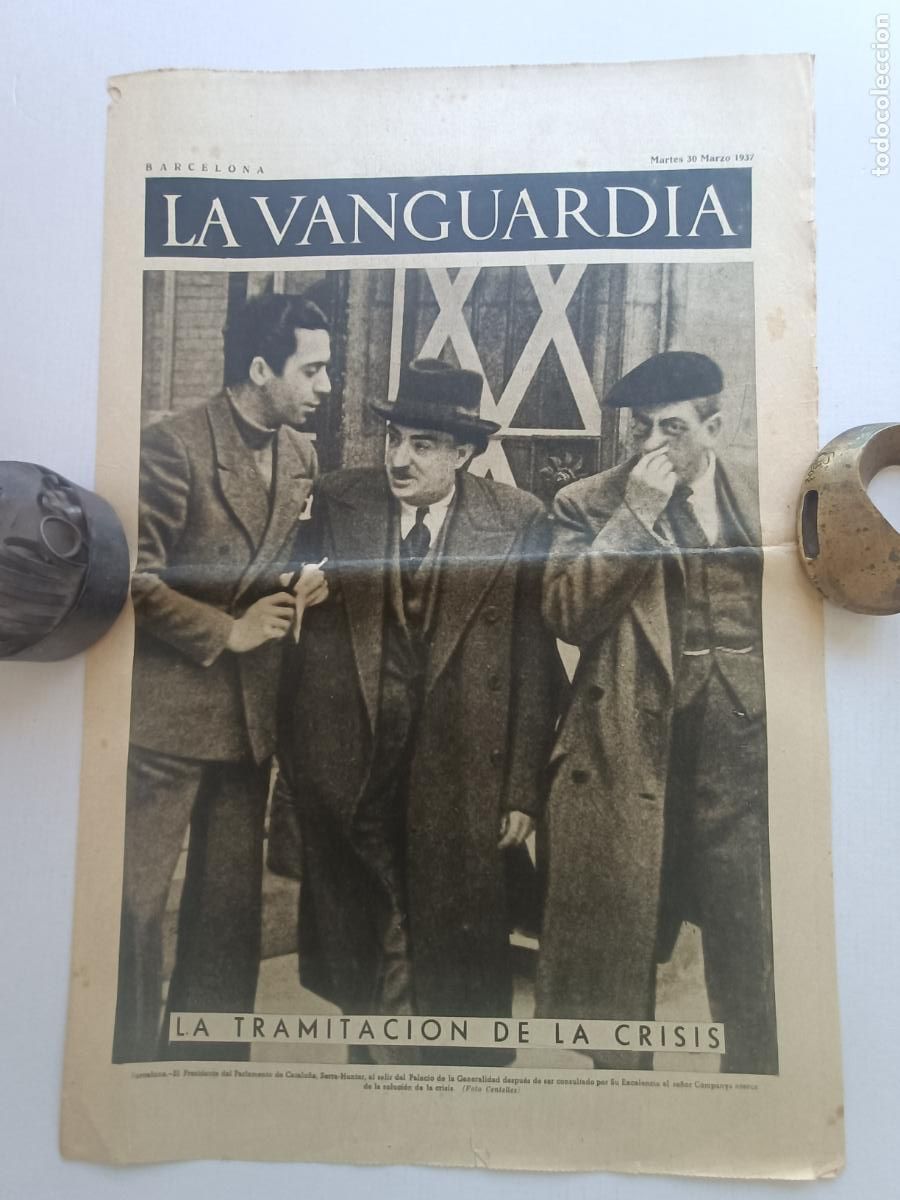 BARCELONA
Martes 30 Marzo 1937
LA VANGUARDIA
LA TRAMITACION DE LA CRISIS
Barcelona.—El Presidente del Parlamento de Cataluña, Serra-Hunter, al salir del Palacio de la Generalidad después de ser consultado por Su Excelencia el señor Companys acerca
de la solución de la crisis. (Foto Centelles)
todocoleccion